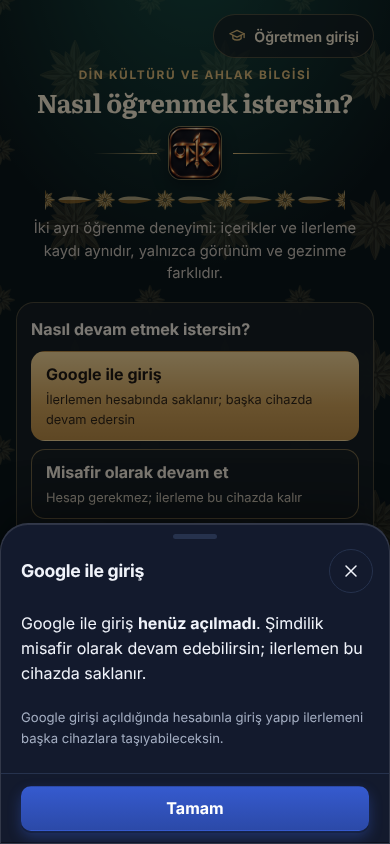 Öğretmen girişi
DİN KÜLTÜRÜ VE AHLAK BİLGİSİ
Nasıl öğrenmek istersin?
İki ayrı öğrenme deneyimi: içerikler ve ilerleme
kaydı aynıdır, yalnızca görünüm ve gezinme
farklıdır.
Nasıl devam etmek istersin?
Google ile giriş
İlerlemen hesabında saklanır; başka cihazda
devam edersin
Misafir olarak devam et
Hesap gerekmez; ilerleme bu cihazda kalır
Google ile giriş
Google ile giriş henüz açılmadı. Şimdilik
misafir olarak devam edebilirsin; ilerlemen bu
cihazda saklanır.
Google girişi açıldığında hesabınla giriş yapıp ilerlemeni
başka cihazlara taşıyabileceksin.
Tamam